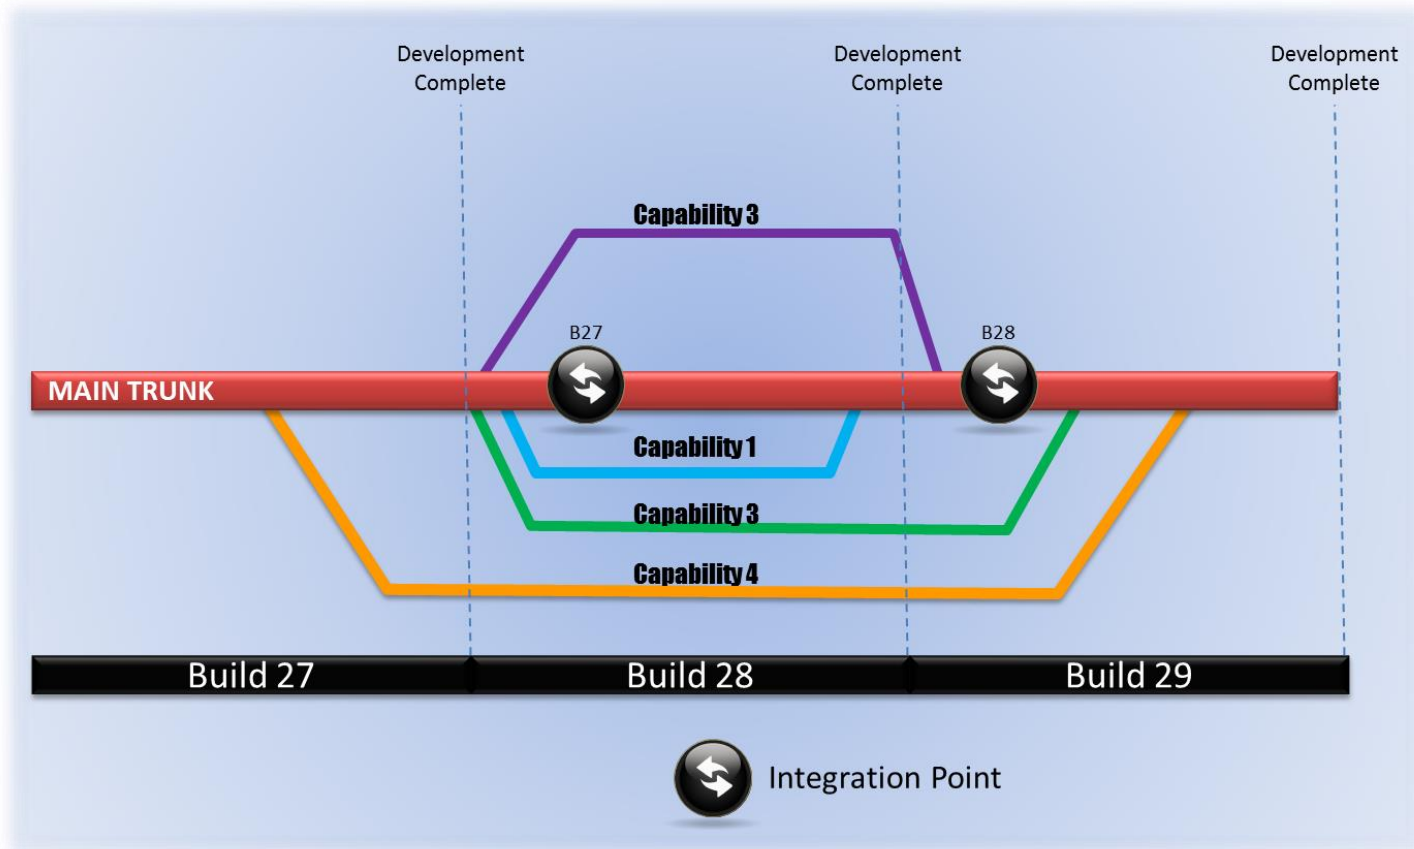 Development
Complete
Development
Complete
Development
Complete
Capability 3
B27
B28
MAIN TRUNK
Capability 1
Capability 3
Capability 4
Build 27
Build 28
Build 29
Integration Point